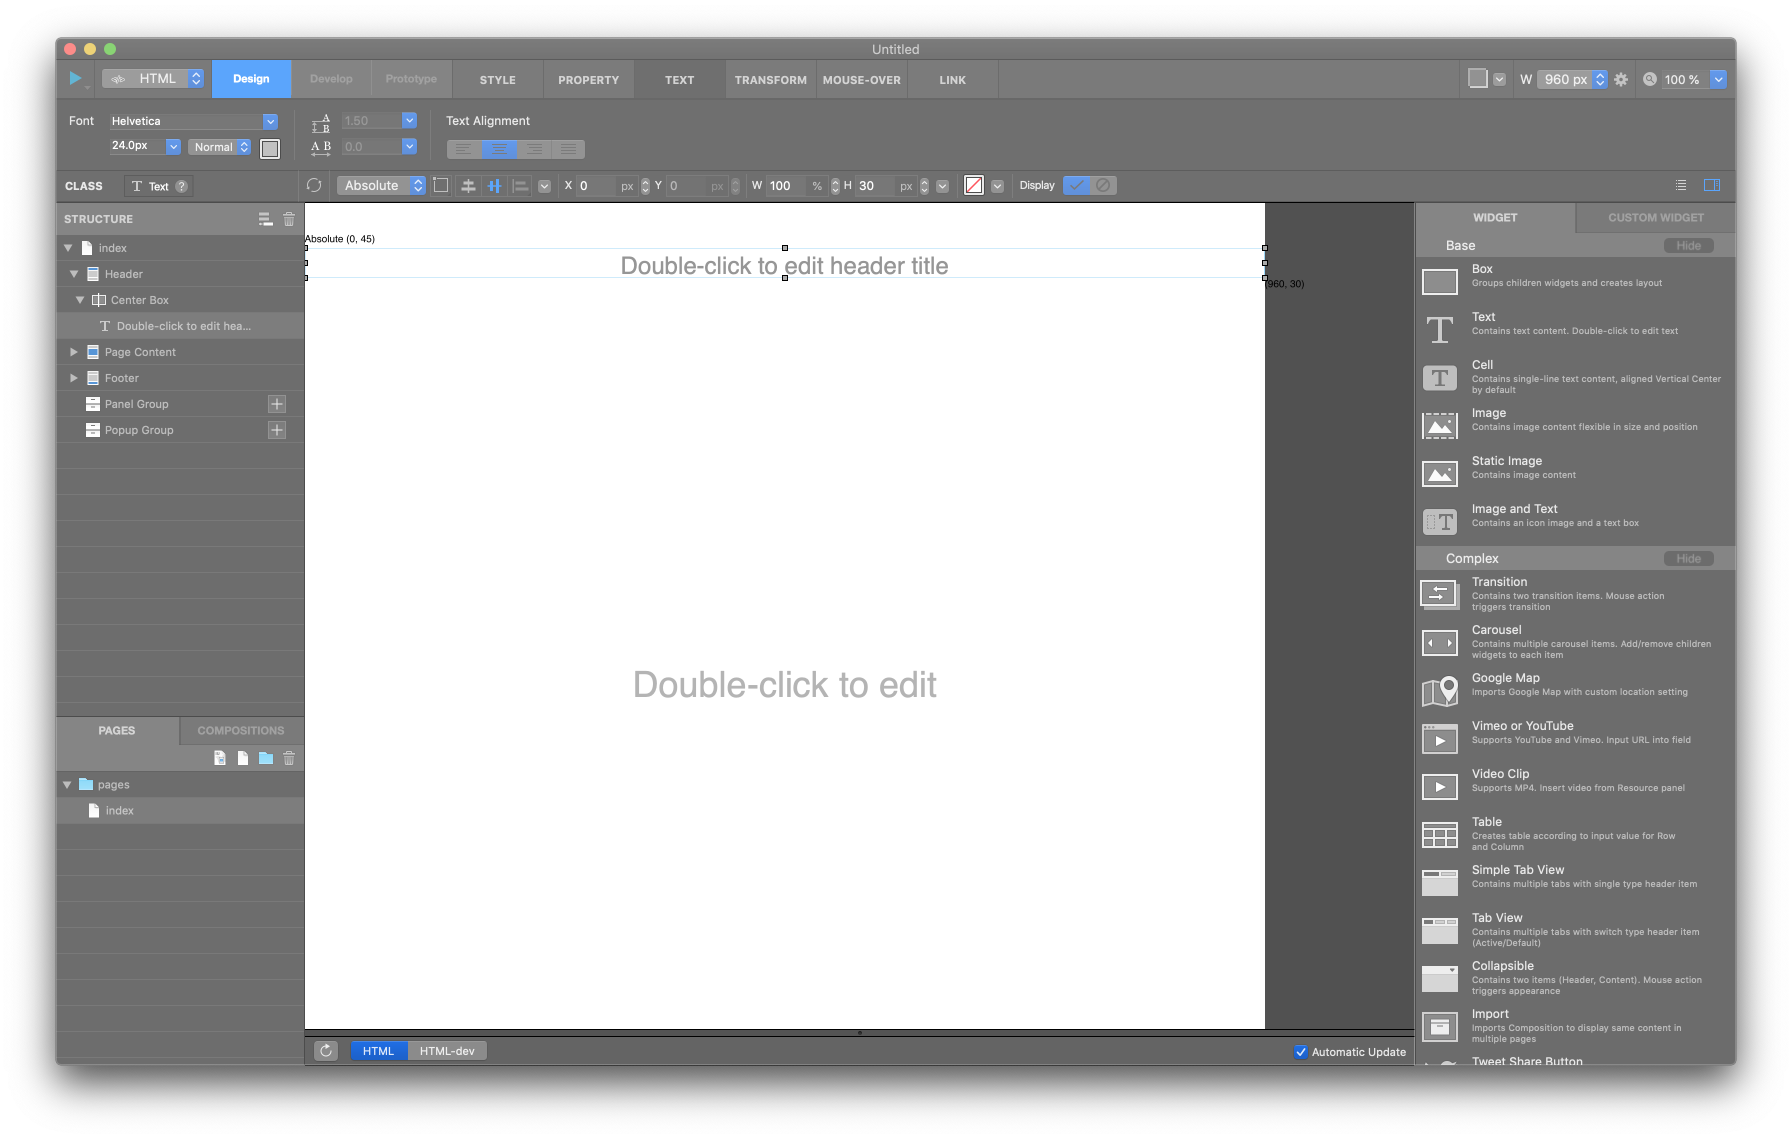 Untitled
HTML
Design
Develop
Prototype
STYLE
PROPERTY
TEXT
TRANSFORM
MOUSE-OVER
LINK
W 960 px
100 %
Font Helvetica
24.0px Normal
A B 1.50
A B 0.0
Text Alignment
CLASS T Text ?
Absolute
X 0 px Y 0 px W 100 % H 30 px
Display
STRUCTURE
index
Header
Center Box
T Double-click to edit hea...
Page Content
Footer
Panel Group
Popup Group
Absolute (0, 45)
Double-click to edit header title
(960, 30)
Double-click to edit
PAGES
COMPOSITIONS
pages
index
HTML
HTML-dev
Automatic Update
WIDGET
CUSTOM WIDGET
Base Hide
Box
Groups children widgets and creates layout
Text
Contains text content. Double-click to edit text
Cell
Contains single-line text content, aligned Vertical Center
by default
Image
Contains image content flexible in size and position
Static Image
Contains image content
Image and Text
Contains an icon image and a text box
Complex Hide
Transition
Contains two transition items. Mouse action
triggers transition
Carousel
Contains multiple carousel items. Add/remove children
widgets to each item
Google Map
Imports Google Map with custom location setting
Vimeo or YouTube
Supports YouTube and Vimeo. Input URL into field
Video Clip
Supports MP4. Insert video from Resource panel
Table
Creates table according to input value for Row
and Column
Simple Tab View
Contains multiple tabs with single type header item
Tab View
Contains multiple tabs with switch type header item
(Active/Default)
Collapsible
Contains two items (Header, Content). Mouse action
triggers appearance
Import
Imports Composition to display same content in
multiple pages
Tweet Share Button